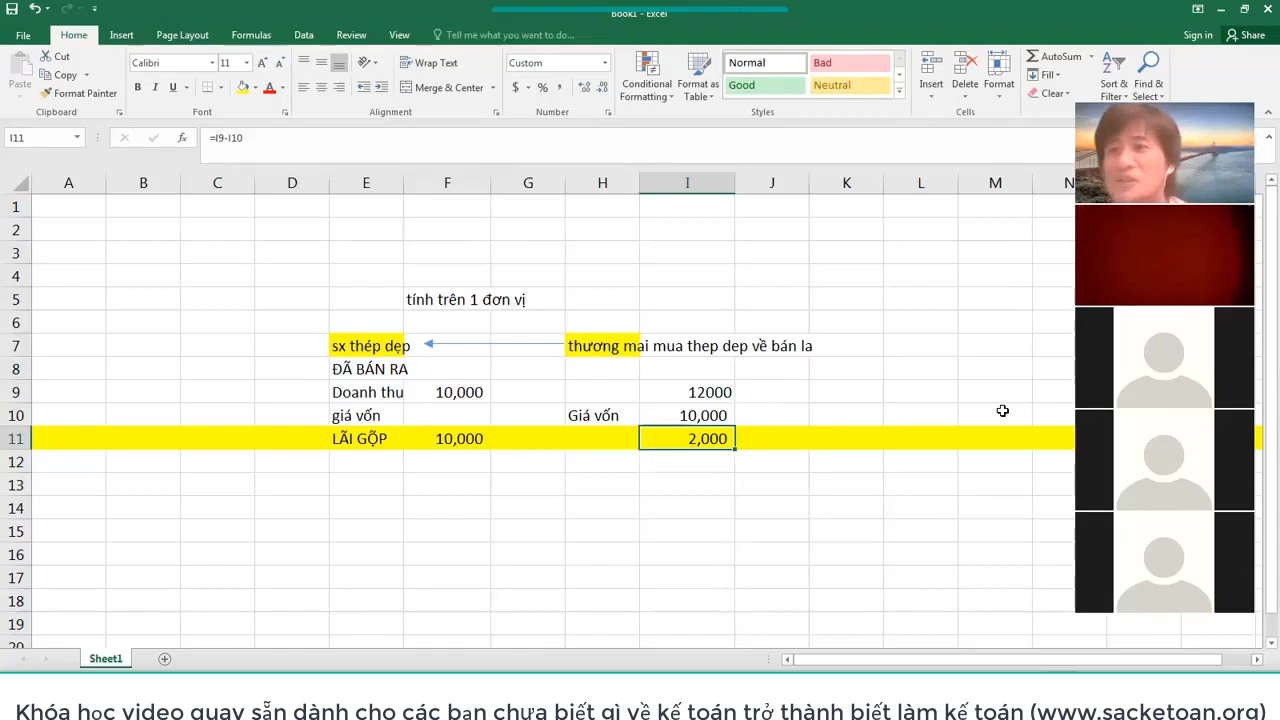 Book1 - Excel
File Home Insert Page Layout Formulas Data Review View Tell me what you want to do... Sign in Share
Cut
Copy
Format Painter
Paste
Clipboard
Calibri 11
B I U
Font
Wrap Text
Merge & Center
Alignment
Custom
$ % ,
Number
Conditional Formatting
Format as Table
Normal Bad
Good Neutral
Styles
Insert Delete Format
Cells
AutoSum
Fill
Clear
Sort & Filter
Find & Select
I11 fx =I9-I10
A B C D E F G H I J K L M N
1
2
3
4
5 tính trên 1 đơn vị
6
7 sx thép dẹp thương mai mua thep dep về bán la
8 ĐÃ BÁN RA
9 Doanh thu 10,000 12000
10 giá vốn Giá vốn 10,000
11 LÃI GỘP 10,000 2,000
12
13
14
15
16
17
18
19
20
Sheet1
Khóa học video quay sẵn dành cho các bạn chưa biết gì về kế toán trở thành biết làm kế toán (www.sacketoan.org)